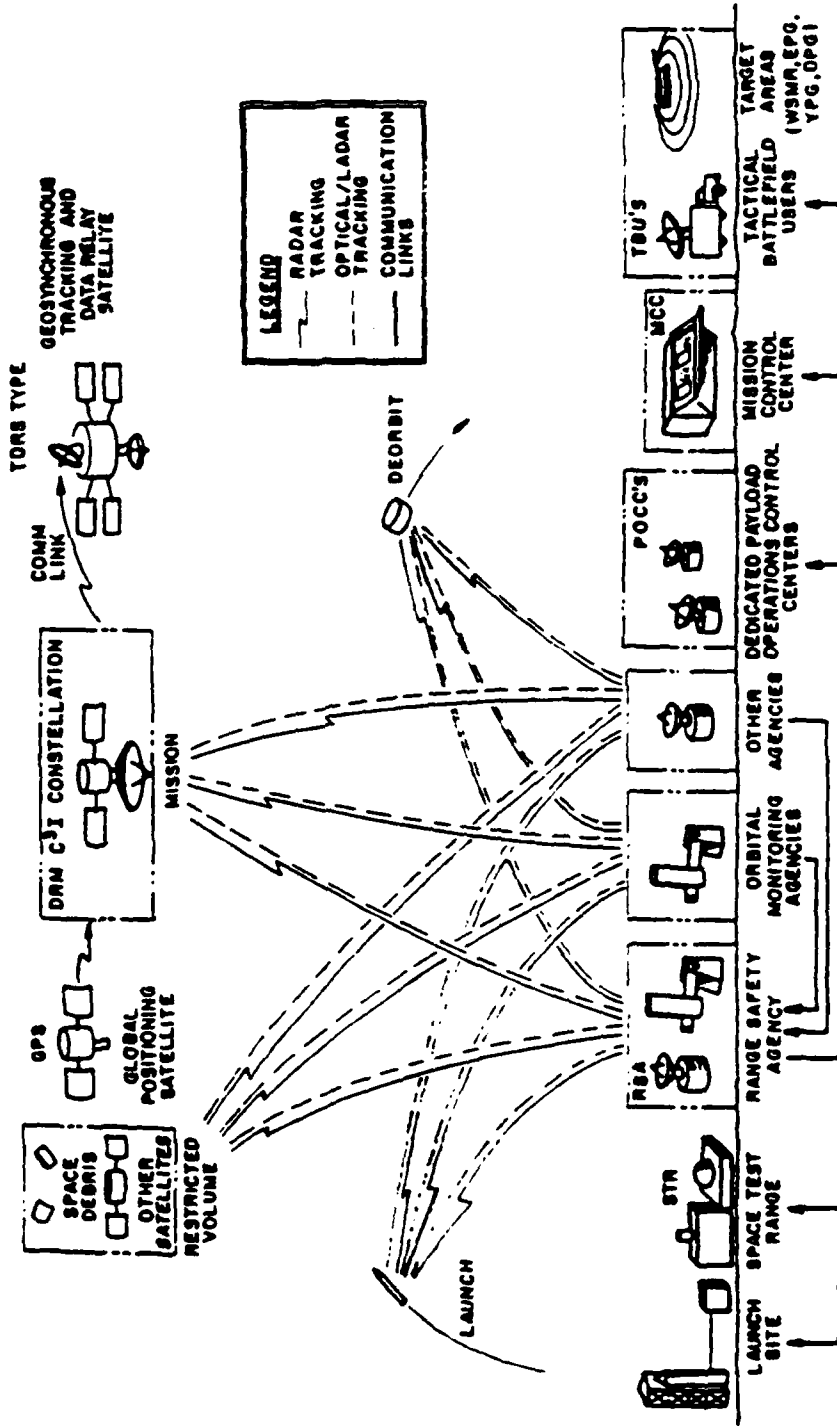 TDRS TYPE
GEOSYNCHRONOUS
TRACKING AND
DATA RELAY
SATELLITE
COMM
LINK
DRM C³I CONSTELLATION
MISSION
GPS
GLOBAL
POSITIONING
SATELLITE
SPACE
DEBRIS
OTHER
SATELLITES
RESTRICTED
VOLUME
LEGEND
RADAR
TRACKING
OPTICAL/LADAR
TRACKING
COMMUNICATION
LINKS
DEORBIT
LAUNCH
LAUNCH
SITE
STR
SPACE TEST
RANGE
RSA
RANGE SAFETY
AGENCY
ORBITAL
MONITORING
AGENCIES
OTHER
AGENCIES
POCC'S
DEDICATED PAYLOAD
OPERATIONS CONTROL
CENTERS
MCC
MISSION
CONTROL
CENTER
TBU'S
TACTICAL
BATTLEFIELD
USERS
TARGET
AREAS
(WSMR, EPG,
YPG, DPG)